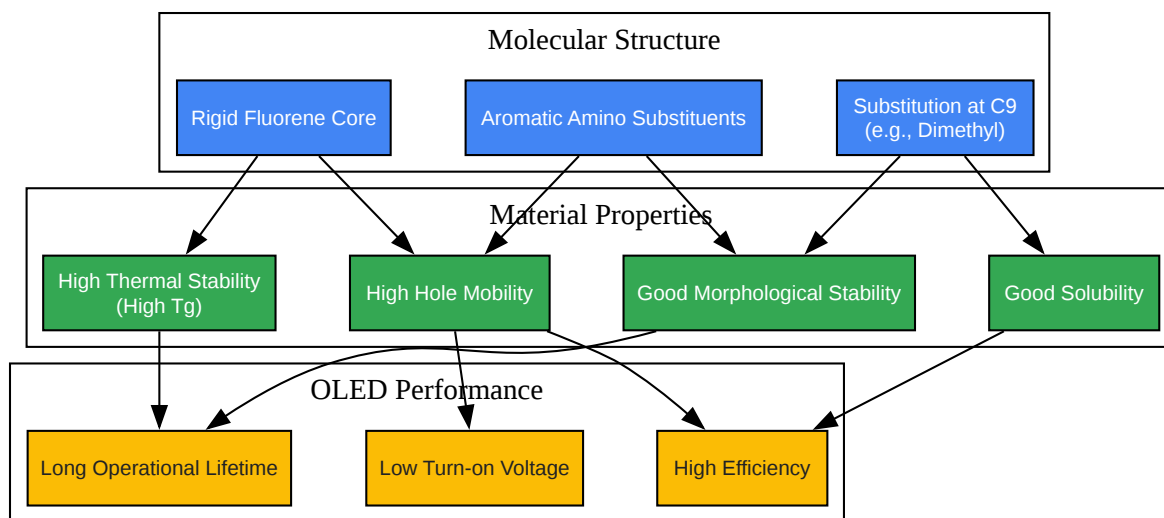 Molecular Structure
Rigid Fluorene Core
Aromatic Amino Substituents
Substitution at C9
(e.g., Dimethyl)
Material Properties
High Thermal Stability
(High Tg)
High Hole Mobility
Good Morphological Stability
Good Solubility
OLED Performance
Long Operational Lifetime
Low Turn-on Voltage
High Efficiency